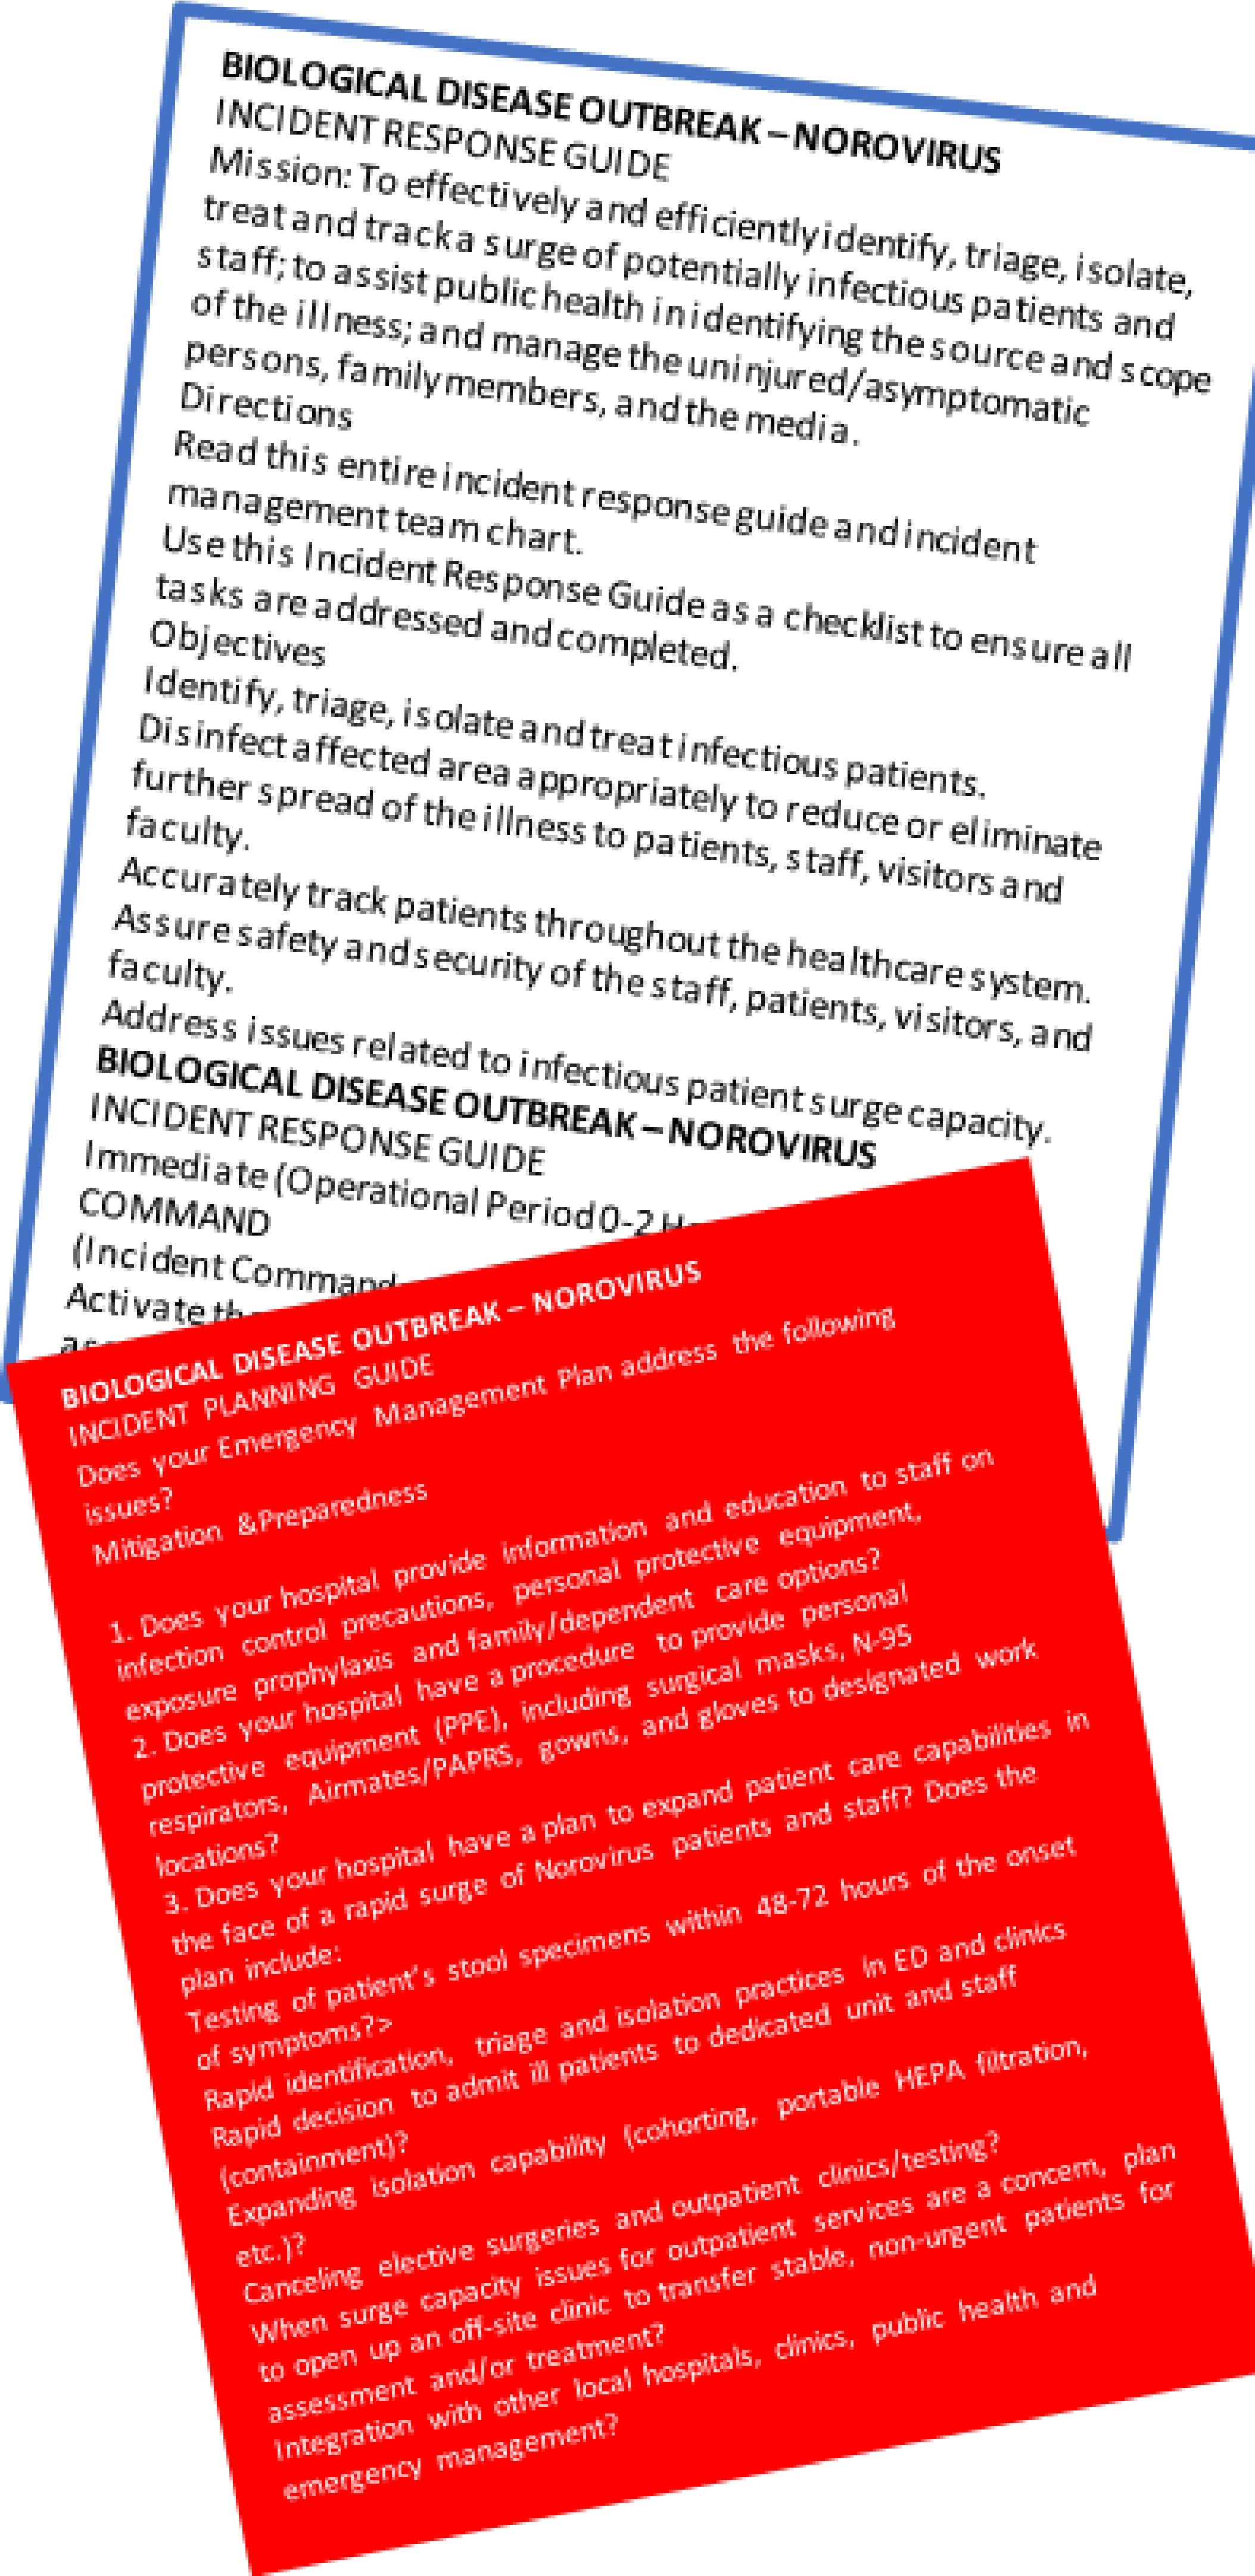 BIOLOGICAL DISEASE OUTBREAK – NOROVIRUS
INCIDENT RESPONSE GUIDE
Mission: To effectively and efficiently identify, triage, isolate,
treat and track a surge of potentially infectious patients and
staff; to assist public health in identifying the source and scope
of the illness; and manage the uninjured/asymptomatic
persons, family members, and the media.
Directions
Read this entire incident response guide and incident
management team chart.
Use this Incident Response Guide as a checklist to ensure all
tasks are addressed and completed.
Objectives
Identify, triage, isolate and treat infectious patients.
Disinfect affected area appropriately to reduce or eliminate
further spread of the illness to patients, staff, visitors and
faculty.
Accurately track patients throughout the healthcare system.
Assure safety and security of the staff, patients, visitors, and
faculty.
Address issues related to infectious patient surge capacity.
BIOLOGICAL DISEASE OUTBREAK – NOROVIRUS
INCIDENT RESPONSE GUIDE
Immediate (Operational Period 0-2
COMMAND
(Incident Command
Activate
BIOLOGICAL DISEASE OUTBREAK – NOROVIRUS
INCIDENT PLANNING GUIDE
Does your Emergency Management Plan address the following
issues?
Mitigation &Preparedness
1. Does your hospital provide information and education to staff on
infection control precautions, personal protective equipment,
exposure prophylaxis and family/dependent care options?
2. Does your hospital have a procedure to provide personal
protective equipment (PPE), including surgical masks, N-95
respirators, Airmates/PAPRS, gowns, and gloves to designated work
locations?
3. Does your hospital have a plan to expand patient care capabilities in
the face of a rapid surge of Norovirus patients and staff? Does the
plan include:
Testing of patient's stool specimens within 48-72 hours of the onset
of symptoms?>
Rapid identification, triage and isolation practices in ED and clinics
Rapid decision to admit ill patients to dedicated unit and staff
(containment)?
Expanding isolation capability (cohorting, portable HEPA filtration,
etc.)?
Canceling elective surgeries and outpatient clinics/testing?
When surge capacity issues for outpatient services are a concern, plan
to open up an off-site clinic to transfer stable, non-urgent patients for
assessment and/or treatment?
Integration with other local hospitals, clinics, public health and
emergency management?